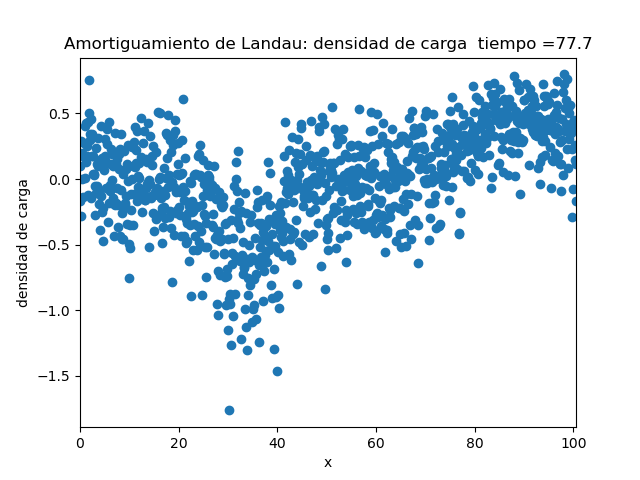 Amortiguamiento de Landau: densidad de carga  tiempo =77.7
densidad de carga
0.5
0.0
−0.5
−1.0
−1.5
0 20 40 60 80 100
x